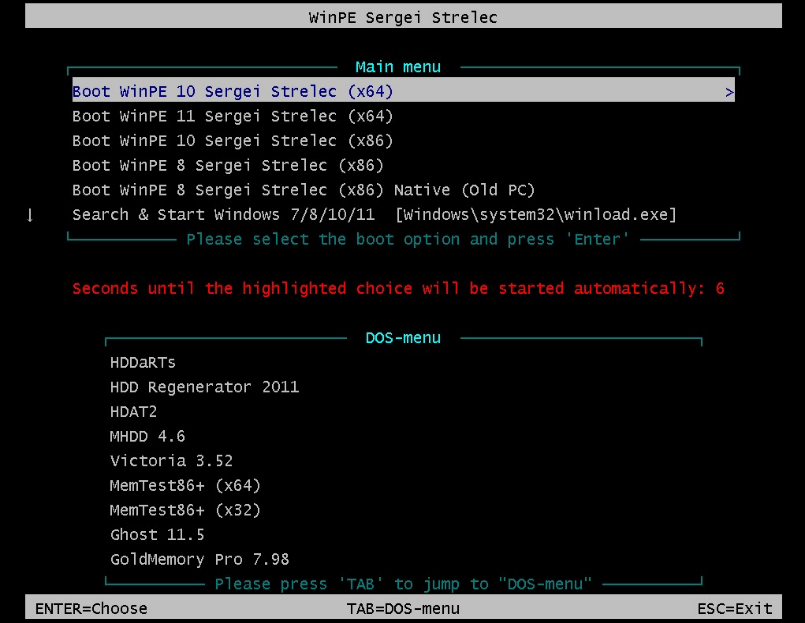 WinPE Sergei Strelec
Main menu
Boot WinPE 10 Sergei Strelec (x64) >
Boot WinPE 11 Sergei Strelec (x64)
Boot WinPE 10 Sergei Strelec (x86)
Boot WinPE 8 Sergei Strelec (x86)
Boot WinPE 8 Sergei Strelec (x86) Native (Old PC)
↓ Search & Start Windows 7/8/10/11 [Windows\system32\winload.exe]
Please select the boot option and press 'Enter'
Seconds until the highlighted choice will be started automatically: 6
DOS-menu
HDDaRTs
HDD Regenerator 2011
HDAT2
MHDD 4.6
Victoria 3.52
MemTest86+ (x64)
MemTest86+ (x32)
Ghost 11.5
GoldMemory Pro 7.98
Please press 'TAB' to jump to "DOS-menu"
ENTER=Choose TAB=DOS-menu ESC=Exit